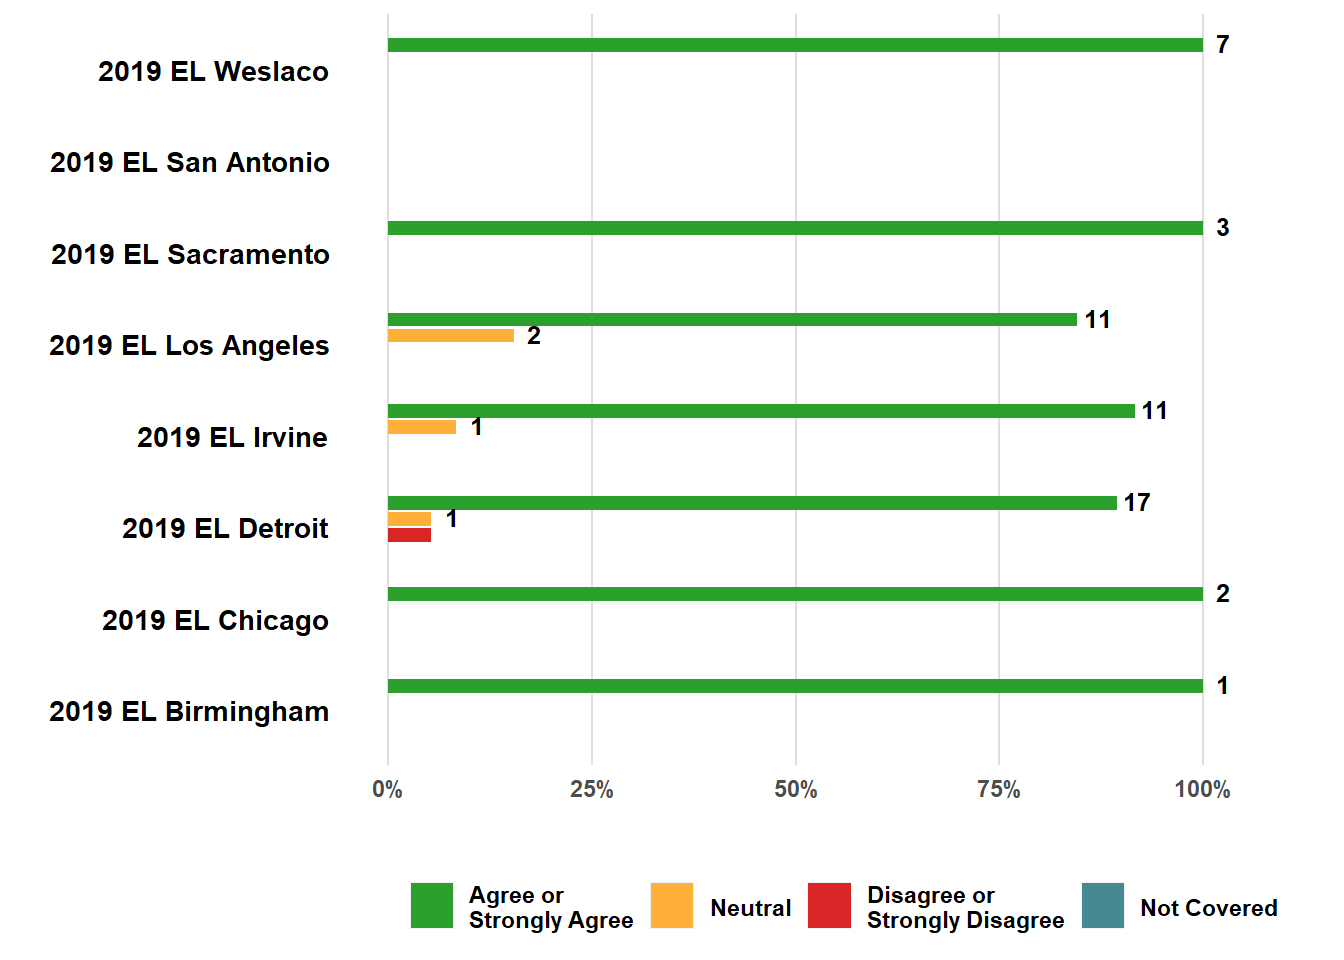 2019 EL Weslaco 7
2019 EL San Antonio
2019 EL Sacramento 3
2019 EL Los Angeles 11
2
2019 EL Irvine 11
1
2019 EL Detroit 17
1
2019 EL Chicago 2
2019 EL Birmingham 1
0% 25% 50% 75% 100%
Agree or
Strongly Agree
Neutral
Disagree or
Strongly Disagree
Not Covered